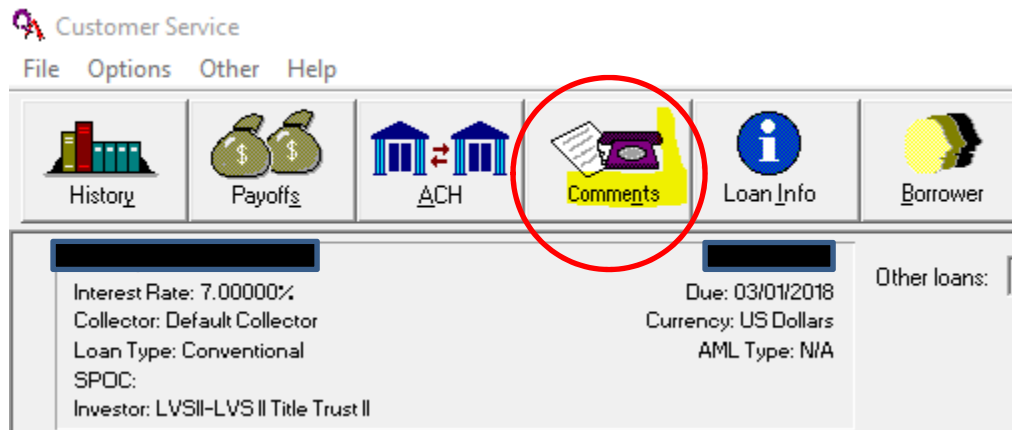 Customer Service
File Options Other Help
History Payoffs ACH Comments Loan Info Borrower
Other loans:
Interest Rate: 7.00000% Due: 03/01/2018
Collector: Default Collector Currency: US Dollars
Loan Type: Conventional AML Type: N/A
SPOC:
Investor: LVSII-LVS II Title Trust II